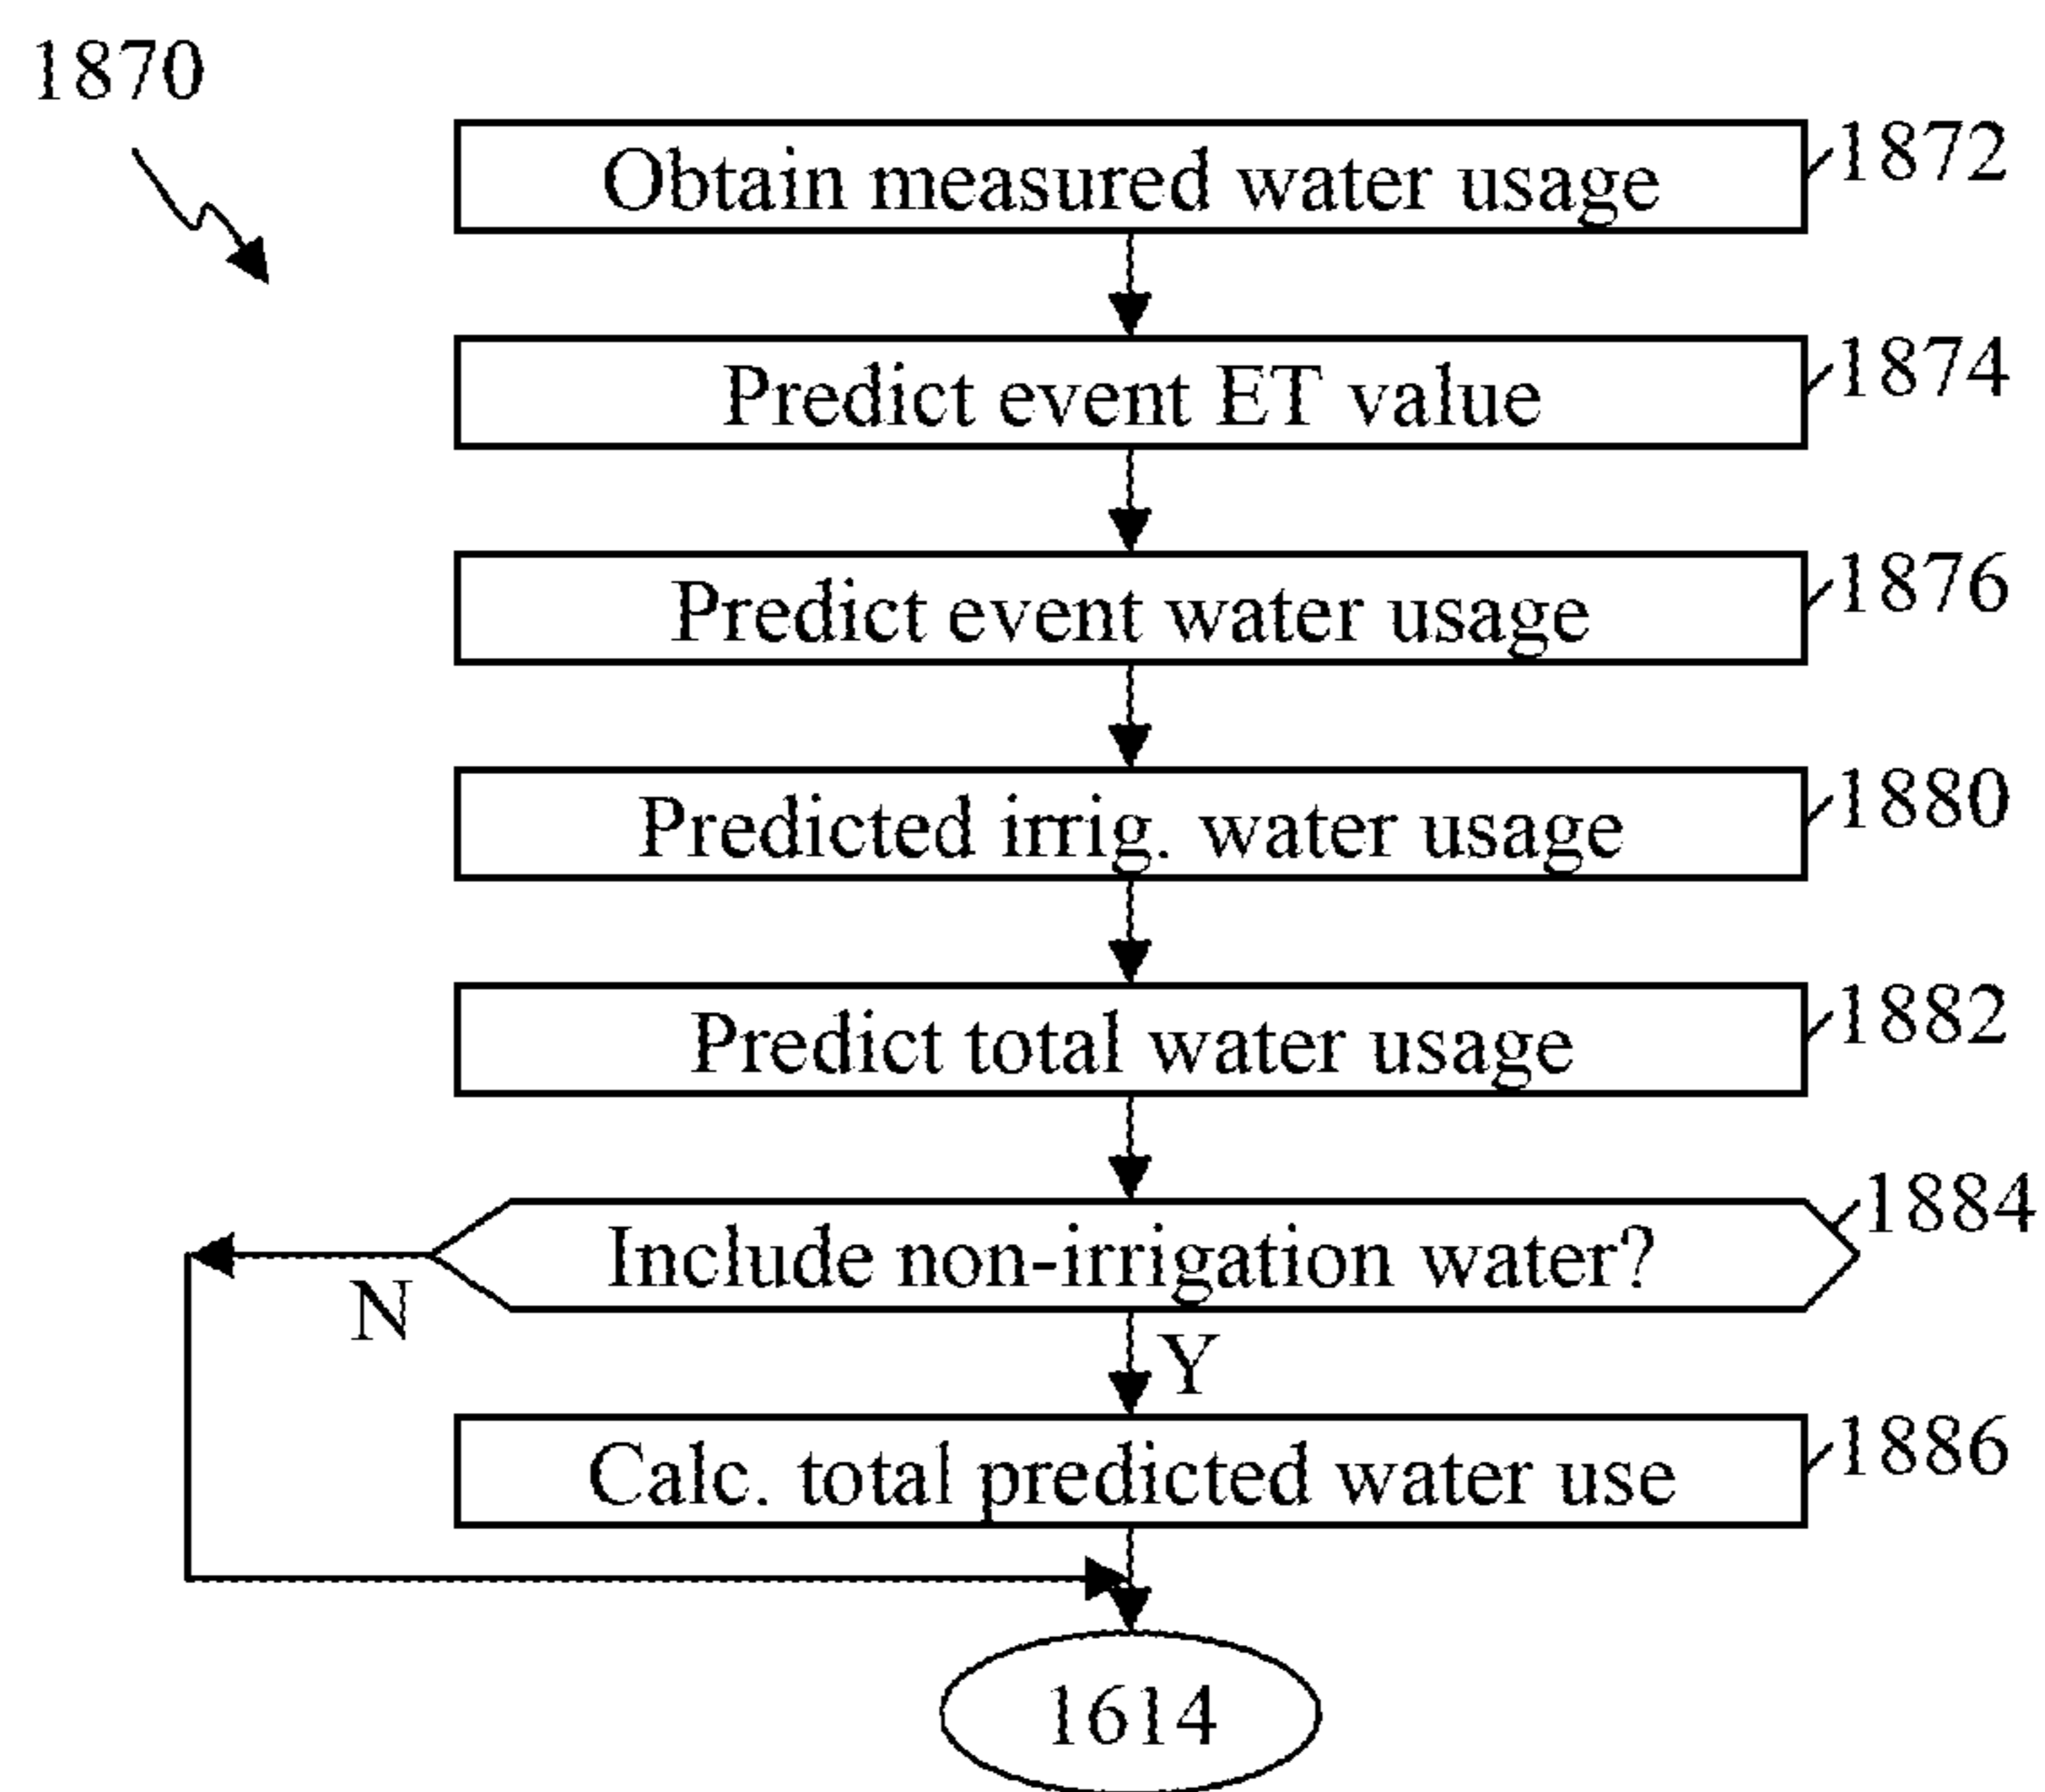 1870
Obtain measured water usage 1872
Predict event ET value 1874
Predict event water usage 1876
Predicted irrig. water usage 1880
Predict total water usage 1882
Include non-irrigation water? 1884
N
Y
Calc. total predicted water use 1886
1614